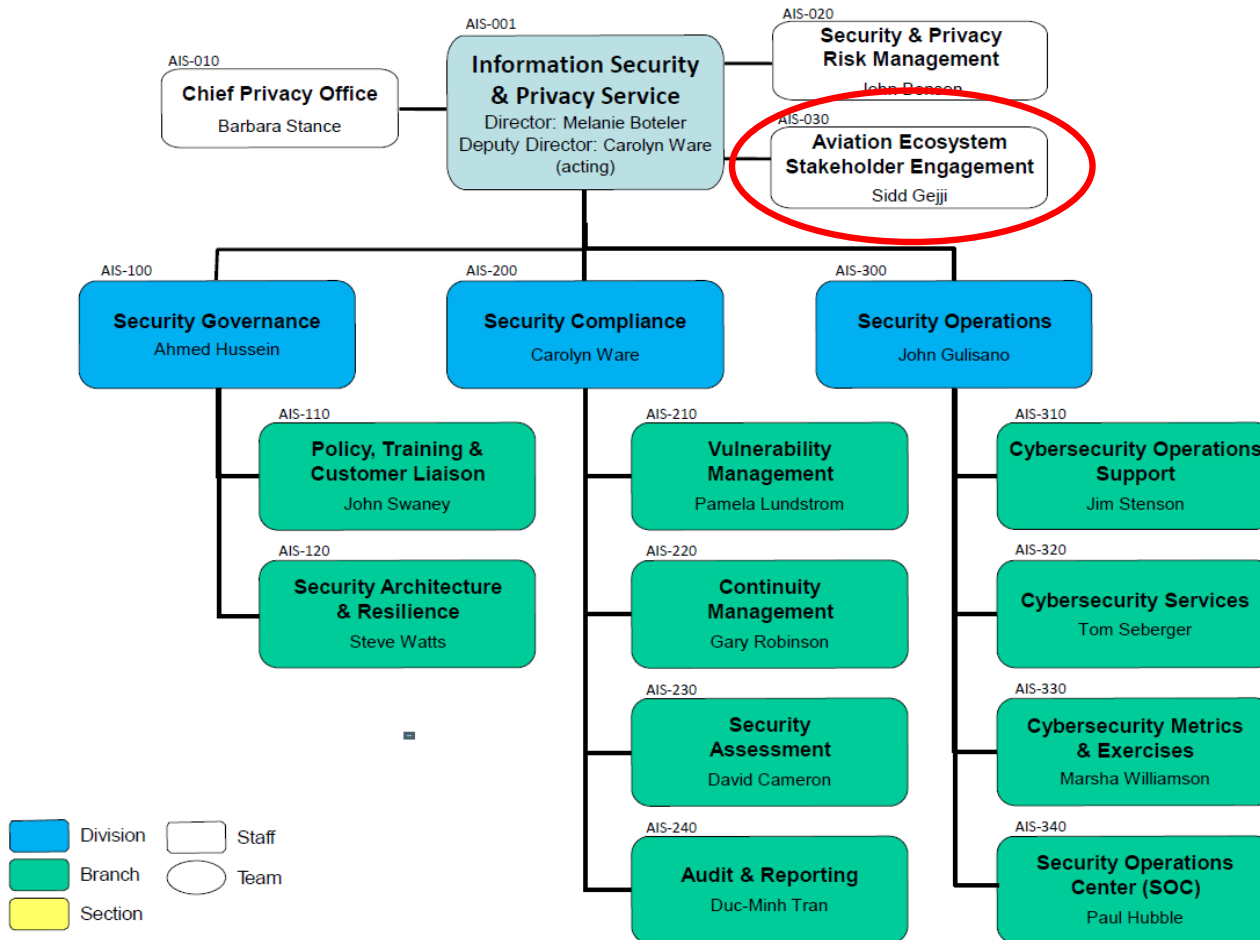 AIS-001
Information Security
& Privacy Service
Director: Melanie Boteler
Deputy Director: Carolyn Ware
(acting)
AIS-010
Chief Privacy Office
Barbara Stance
AIS-020
Security & Privacy
Risk Management
John
AIS-030
Aviation Ecosystem
Stakeholder Engagement
Sidd Gejji
AIS-100
Security Governance
Ahmed Hussein
AIS-200
Security Compliance
Carolyn Ware
AIS-300
Security Operations
John Gulisano
AIS-110
Policy, Training &
Customer Liaison
John Swaney
AIS-120
Security Architecture
& Resilience
Steve Watts
AIS-210
Vulnerability
Management
Pamela Lundstrom
AIS-220
Continuity
Management
Gary Robinson
AIS-230
Security
Assessment
David Cameron
AIS-240
Audit & Reporting
Duc-Minh Tran
AIS-310
Cybersecurity Operations
Support
Jim Stenson
AIS-320
Cybersecurity Services
Tom Seberger
AIS-330
Cybersecurity Metrics
& Exercises
Marsha Williamson
AIS-340
Security Operations
Center (SOC)
Paul Hubble
Division
Branch
Section
Staff
Team